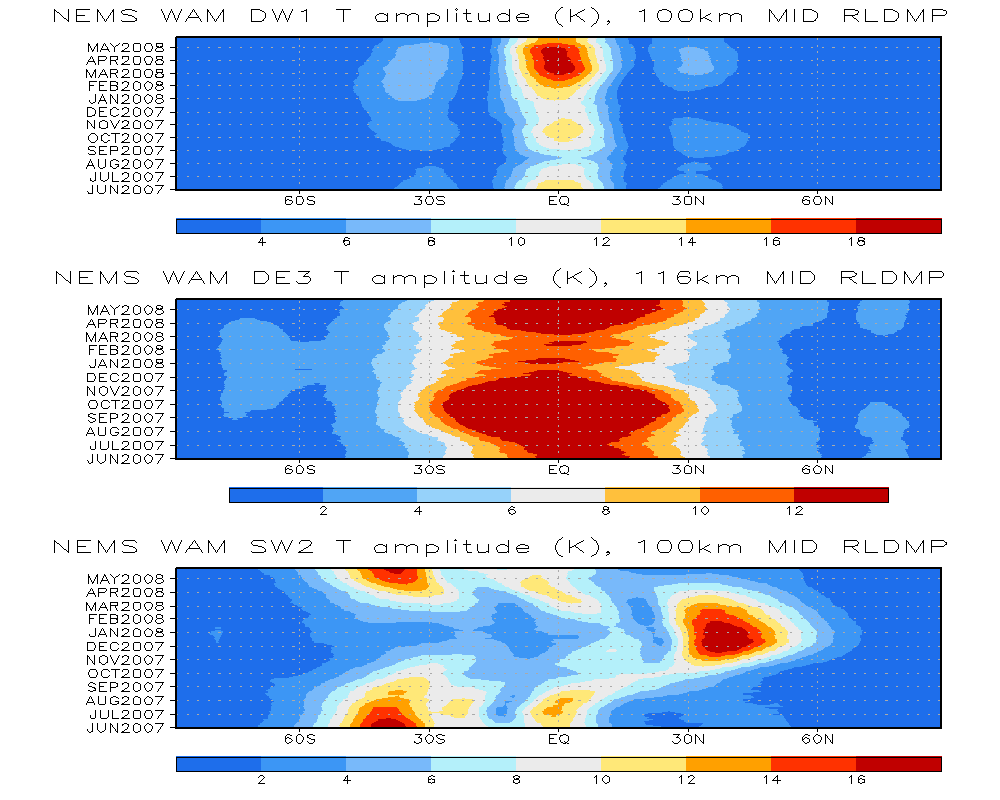 NEMS WAM DW1 T amplitude (K), 100km MID RLDMP
MAY2008
APR2008
MAR2008
FEB2008
JAN2008
DEC2007
NOV2007
OCT2007
SEP2007
AUG2007
JUL2007
JUN2007
60S 30S EQ 30N 60N
4 6 8 10 12 14 16 18
NEMS WAM DE3 T amplitude (K), 116km MID RLDMP
MAY2008
APR2008
MAR2008
FEB2008
JAN2008
DEC2007
NOV2007
OCT2007
SEP2007
AUG2007
JUL2007
JUN2007
60S 30S EQ 30N 60N
2 4 6 8 10 12
NEMS WAM SW2 T amplitude (K), 100km MID RLDMP
MAY2008
APR2008
MAR2008
FEB2008
JAN2008
DEC2007
NOV2007
OCT2007
SEP2007
AUG2007
JUL2007
JUN2007
60S 30S EQ 30N 60N
2 4 6 8 10 12 14 16